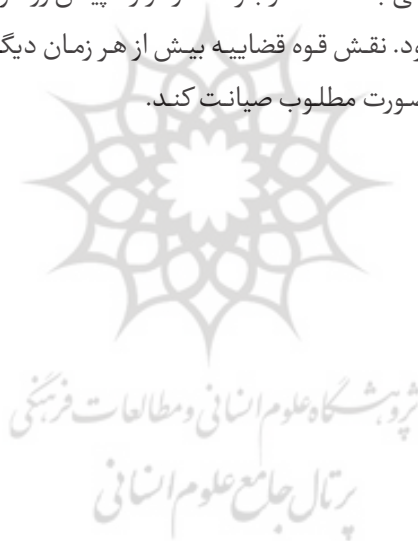 ود. نقش قوه قضاییه بیش از هر زمان دیگ
صورت مطلوب صیانت کند.
پژوهشگاه علوم انسانی و مطالعات فرهنگی
پرتال جامع علوم انسانی